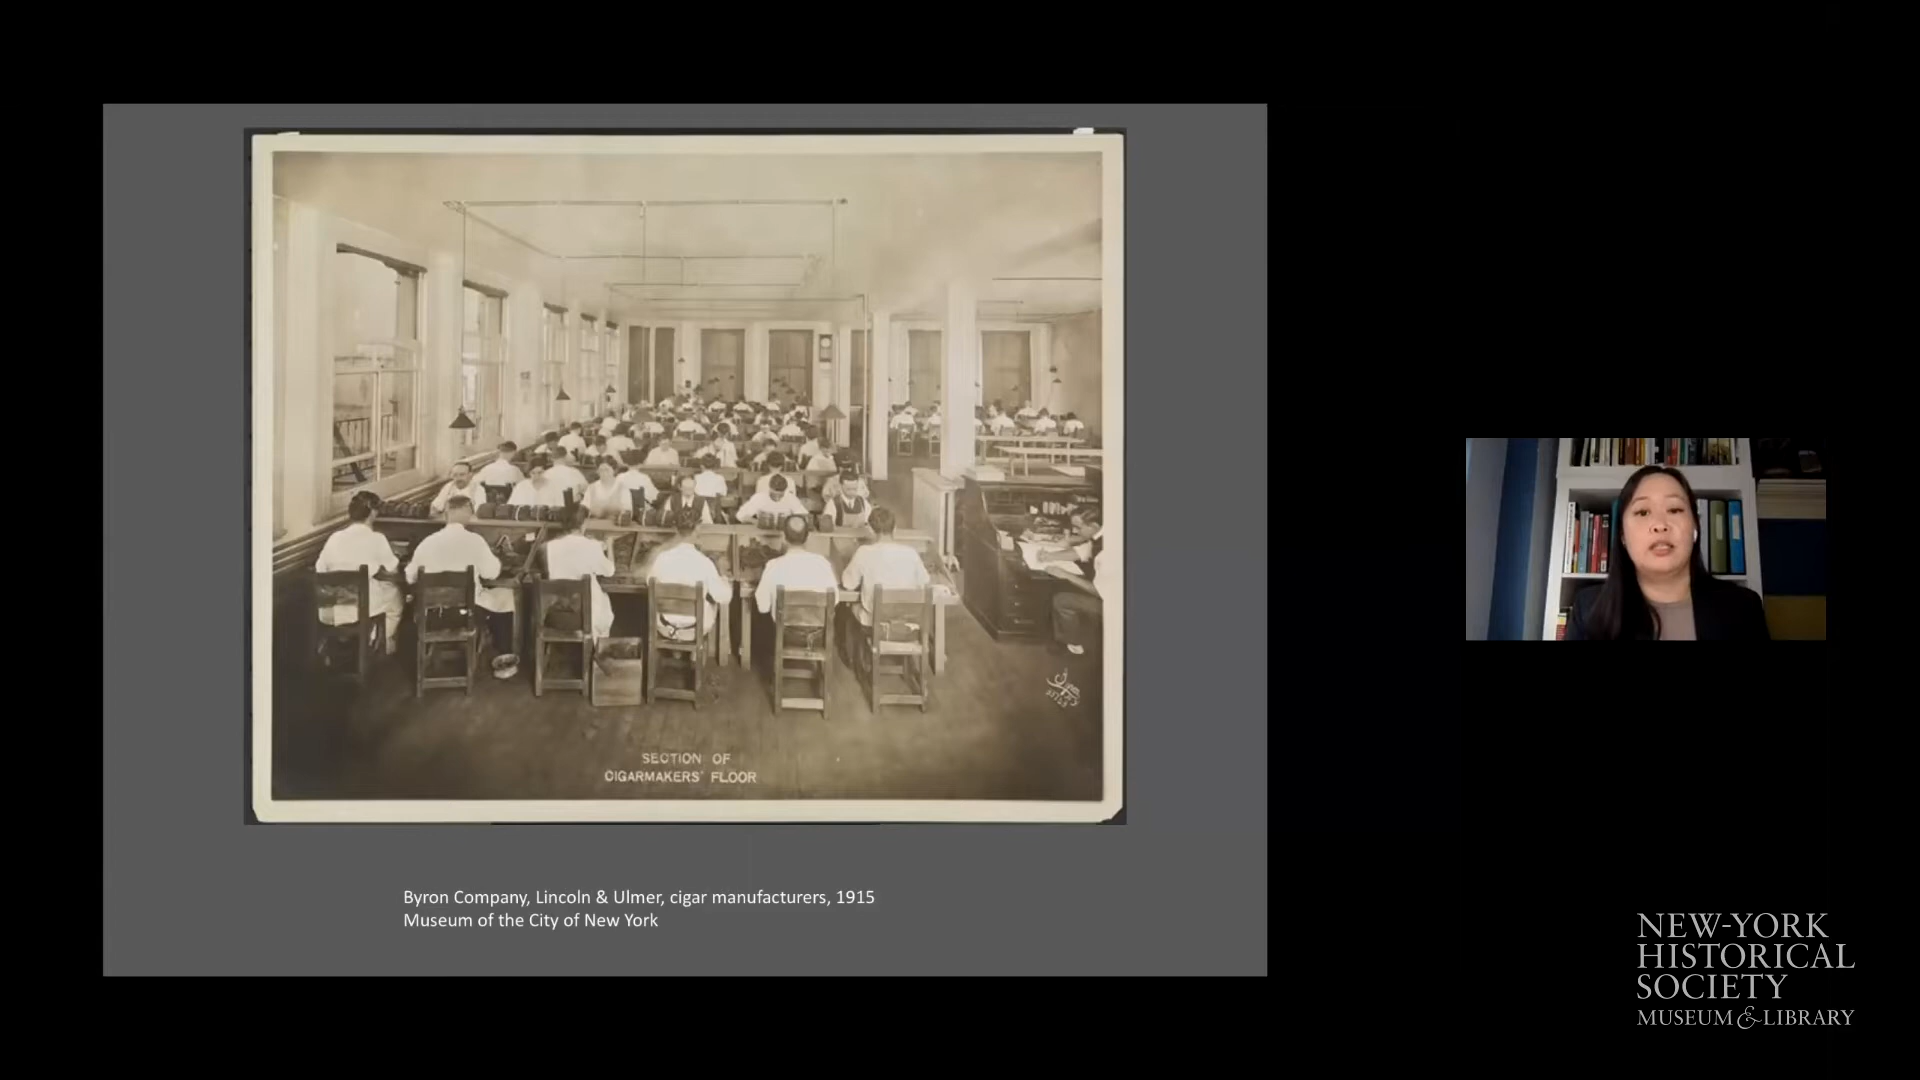 SECTION OF
CIGARMAKERS' FLOOR
Byron Company, Lincoln & Ulmer, cigar manufacturers, 1915
Museum of the City of New York
NEW-YORK
HISTORICAL
SOCIETY
MUSEUM & LIBRARY